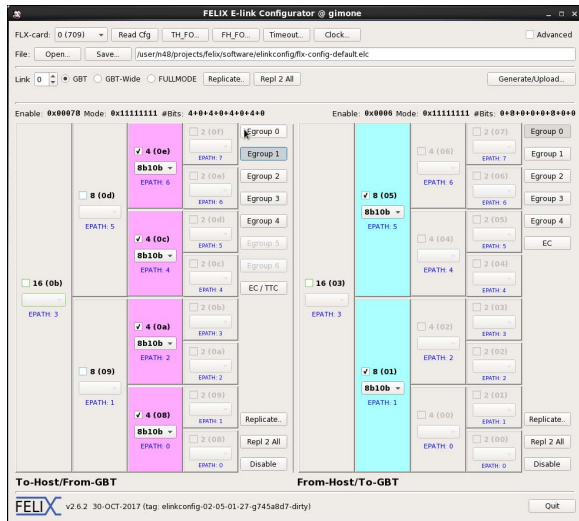 FELIX E-link Configurator @ gimone
FLX-card: 0 (709) Read Cfg TH_FO... FH_FO... Timeout.. Clock... Advanced
File: Open... Save... /user/n48/projects/felix/software/elinkconfig/flx-config-default.elc
Link 0 GBT GBT-Wide FULLMODE Replicate.. Repl 2 All Generate/Upload...
Enable: 0x00078 Mode: 0x11111111 #Bits: 4+0+4+0+4+0+4+0 Enable: 0x0006 Mode: 0x11111111 #Bits: 0+8+0+0+0+8+0+0
2 (0f) Egroup 0 2 (07) Egroup 0
4 (0e) 4 (06)
EPATH: 7 Egroup 1 EPATH: 7 Egroup 1
8b10b
2 (0e) Egroup 2 2 (06) Egroup 2
EPATH: 6 EPATH: 6
8 (0d) 8 (05)
EPATH: 6 Egroup 3 EPATH: 6 Egroup 3
8b10b
2 (0d) Egroup 4 2 (05) Egroup 4
EPATH: 5 EPATH: 5
4 (0c) 4 (04)
EPATH: 5 Egroup 5 EPATH: 5 EC
8b10b
2 (0c) Egroup 6 2 (04)
EPATH: 4 EPATH: 4
16 (0b) EPATH: 4 EC / TTC 16 (03) EPATH: 4
2 (0b) 2 (03)
EPATH: 3 EPATH: 3
4 (0a) 4 (02)
EPATH: 3 EPATH: 3
8b10b
2 (0a) 2 (02)
EPATH: 2 EPATH: 2
8 (09) 8 (01)
EPATH: 2 EPATH: 2
8b10b
2 (09) 2 (01)
EPATH: 1 EPATH: 1
4 (08) 4 (00)
EPATH: 1 Replicate.. EPATH: 1 Replicate..
8b10b
2 (08) Repl 2 All 2 (00) Repl 2 All
EPATH: 0 EPATH: 0
EPATH: 0 Disable EPATH: 0 Disable
To-Host/From-GBT From-Host/To-GBT
FELIX v2.6.2 30-OCT-2017 (tag: elinkconfig-02-05-01-27-g745a8d7-dirty) Quit